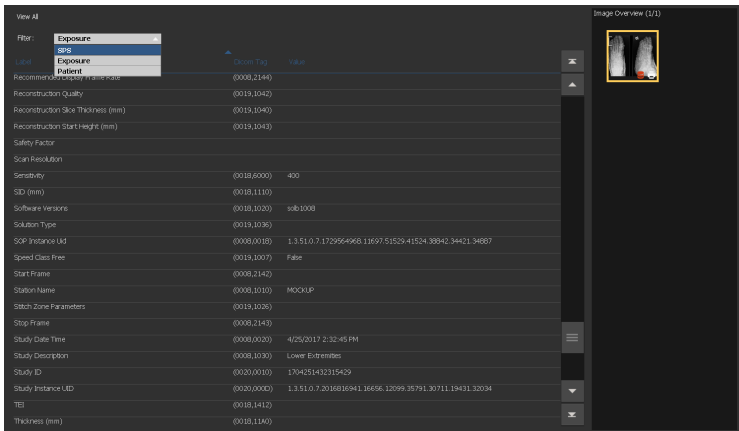 View All
Image Overview (1/1)
Filter: Exposure
SPS
Exposure
Patient
Label Dicom Tag Value
Recommended Display Frame Rate (0008,2144)
Reconstruction Quality (0019,1042)
Reconstruction Slice Thickness (mm) (0019,1040)
Reconstruction Start Height (mm) (0019,1043)
Safety Factor
Scan Resolution
Sensitivity (0018,6000) 400
SID (mm) (0018,1110)
Software Versions (0018,1020) solb1008
Solution Type (0019,1036)
SOP Instance Uid (0008,0018) 1.3.51.0.7.1729564968.11697.51529.41524.38842.34421.34887
Speed Class Free (0019,1007) False
Start Frame (0008,2142)
Station Name (0008,1010) MOCKUP
Stitch Zone Parameters (0019,1026)
Stop Frame (0008,2143)
Study Date Time (0008,0020) 4/25/2017 2:32:45 PM
Study Description (0008,1030) Lower Extremities
Study ID (0020,0010) 1704251432315429
Study Instance UID (0020,000D) 1.3.51.0.7.2016816941.16656.12099.35791.30711.19431.32034
TEI (0018,1412)
Thickness (mm) (0018,11A0)